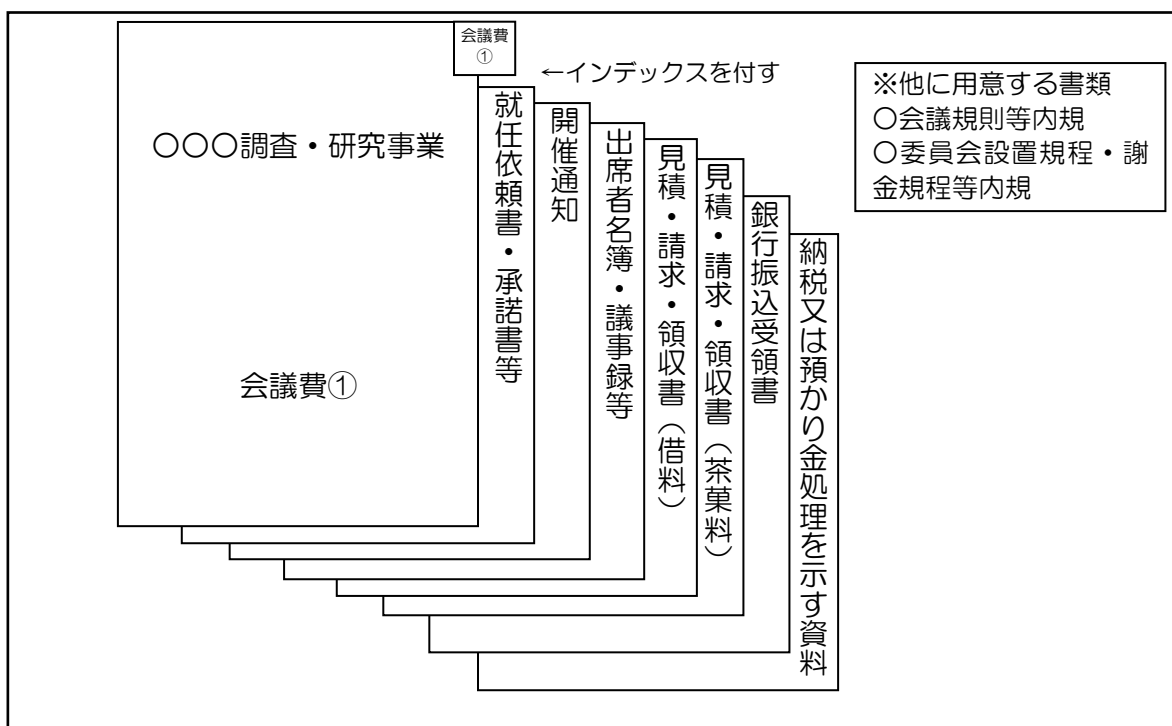 会議費
①
←インデックスを付す
〇〇〇調査・研究事業
会議費①
就任依頼書・承諾書等
開催通知
出席者名簿・議事録等
見積・請求・領収書（借料）
見積・請求・領収書（茶菓料）
銀行振込受領書
納税又は預かり金処理を示す資料
※他に用意する書類
〇会議規則等内規
〇委員会設置規程・謝
金規程等内規